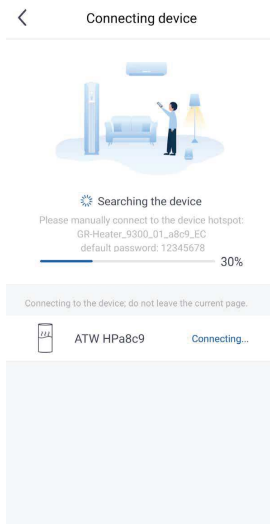 Connecting device
Searching the device
Please manually connect to the device hotspot:
GR-Heater_9300_01_a8c9_EC
default password: 12345678
30%
Connecting to the device; do not leave the current page.
ATW HPa8c9 Connecting...